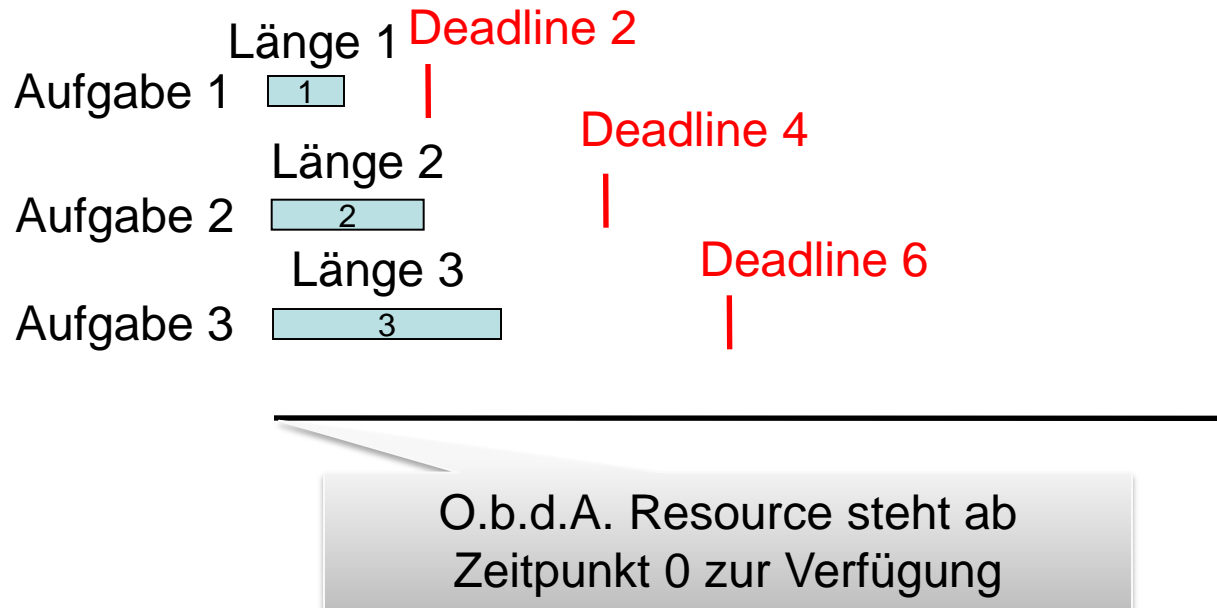 Länge 1 Deadline 2
Aufgabe 1 1
Deadline 4
Länge 2
Aufgabe 2 2
Deadline 6
Länge 3
Aufgabe 3 3
O.b.d.A. Resource steht ab
Zeitpunkt 0 zur Verfügung